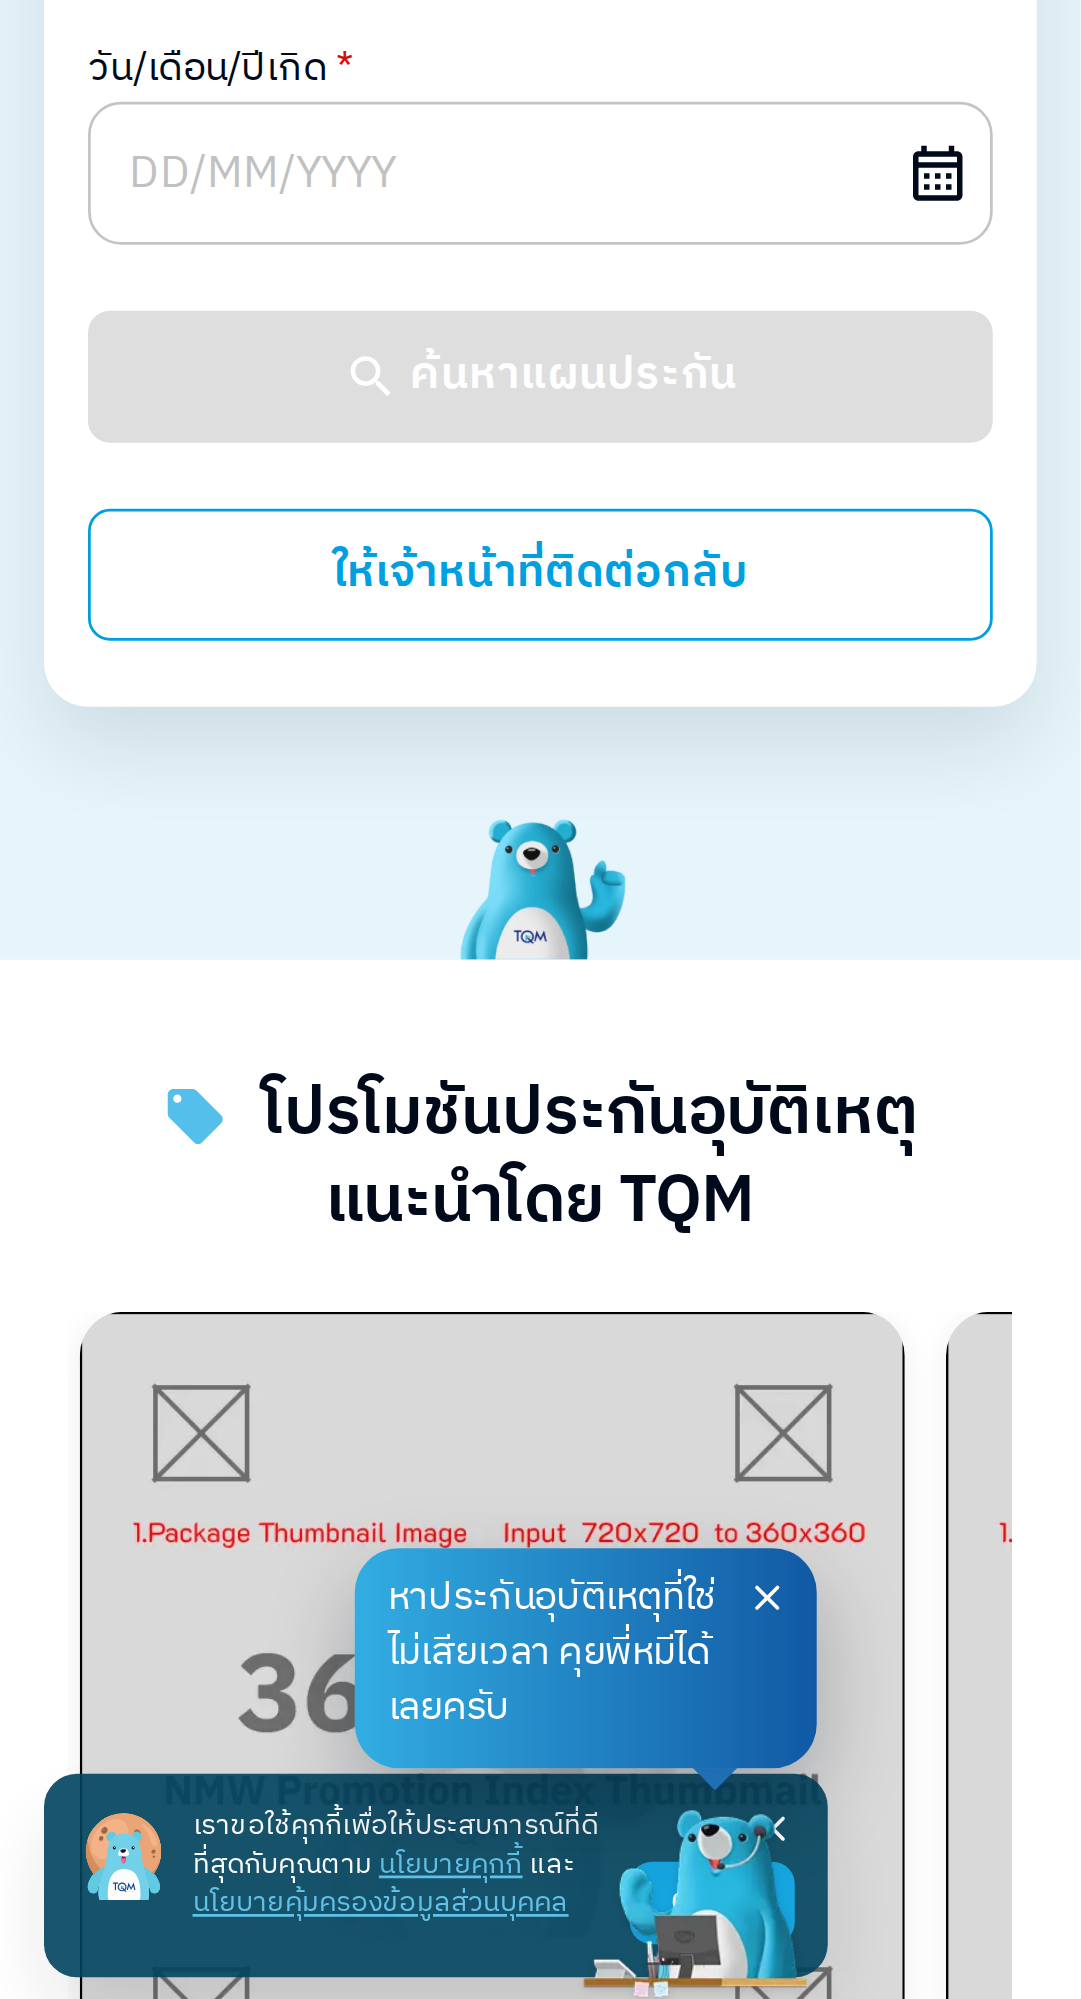 วัน/เดือน/ปีเกิด *
DD/MM/YYYY
ค้นหาแผนประกัน
ให้เจ้าหน้าที่ติดต่อกลับ
TQM
โปรโมชันประกันอุบัติเหตุ
แนะนำโดย TQM
1.Package Thumbnail Image Input 720x720 to 360x360
1.
หาประกันอุบัติเหตุที่ใช่
ไม่เสียเวลา คุยพี่หมีได้
เลยครับ
36
NMW Promotion Index Thumbmail
เราขอใช้คุกกี้เพื่อให้ประสบการณ์ที่ดี
ที่สุดกับคุณตาม นโยบายคุกกี้ และ
นโยบายคุ้มครองข้อมูลส่วนบุคคล
TQM